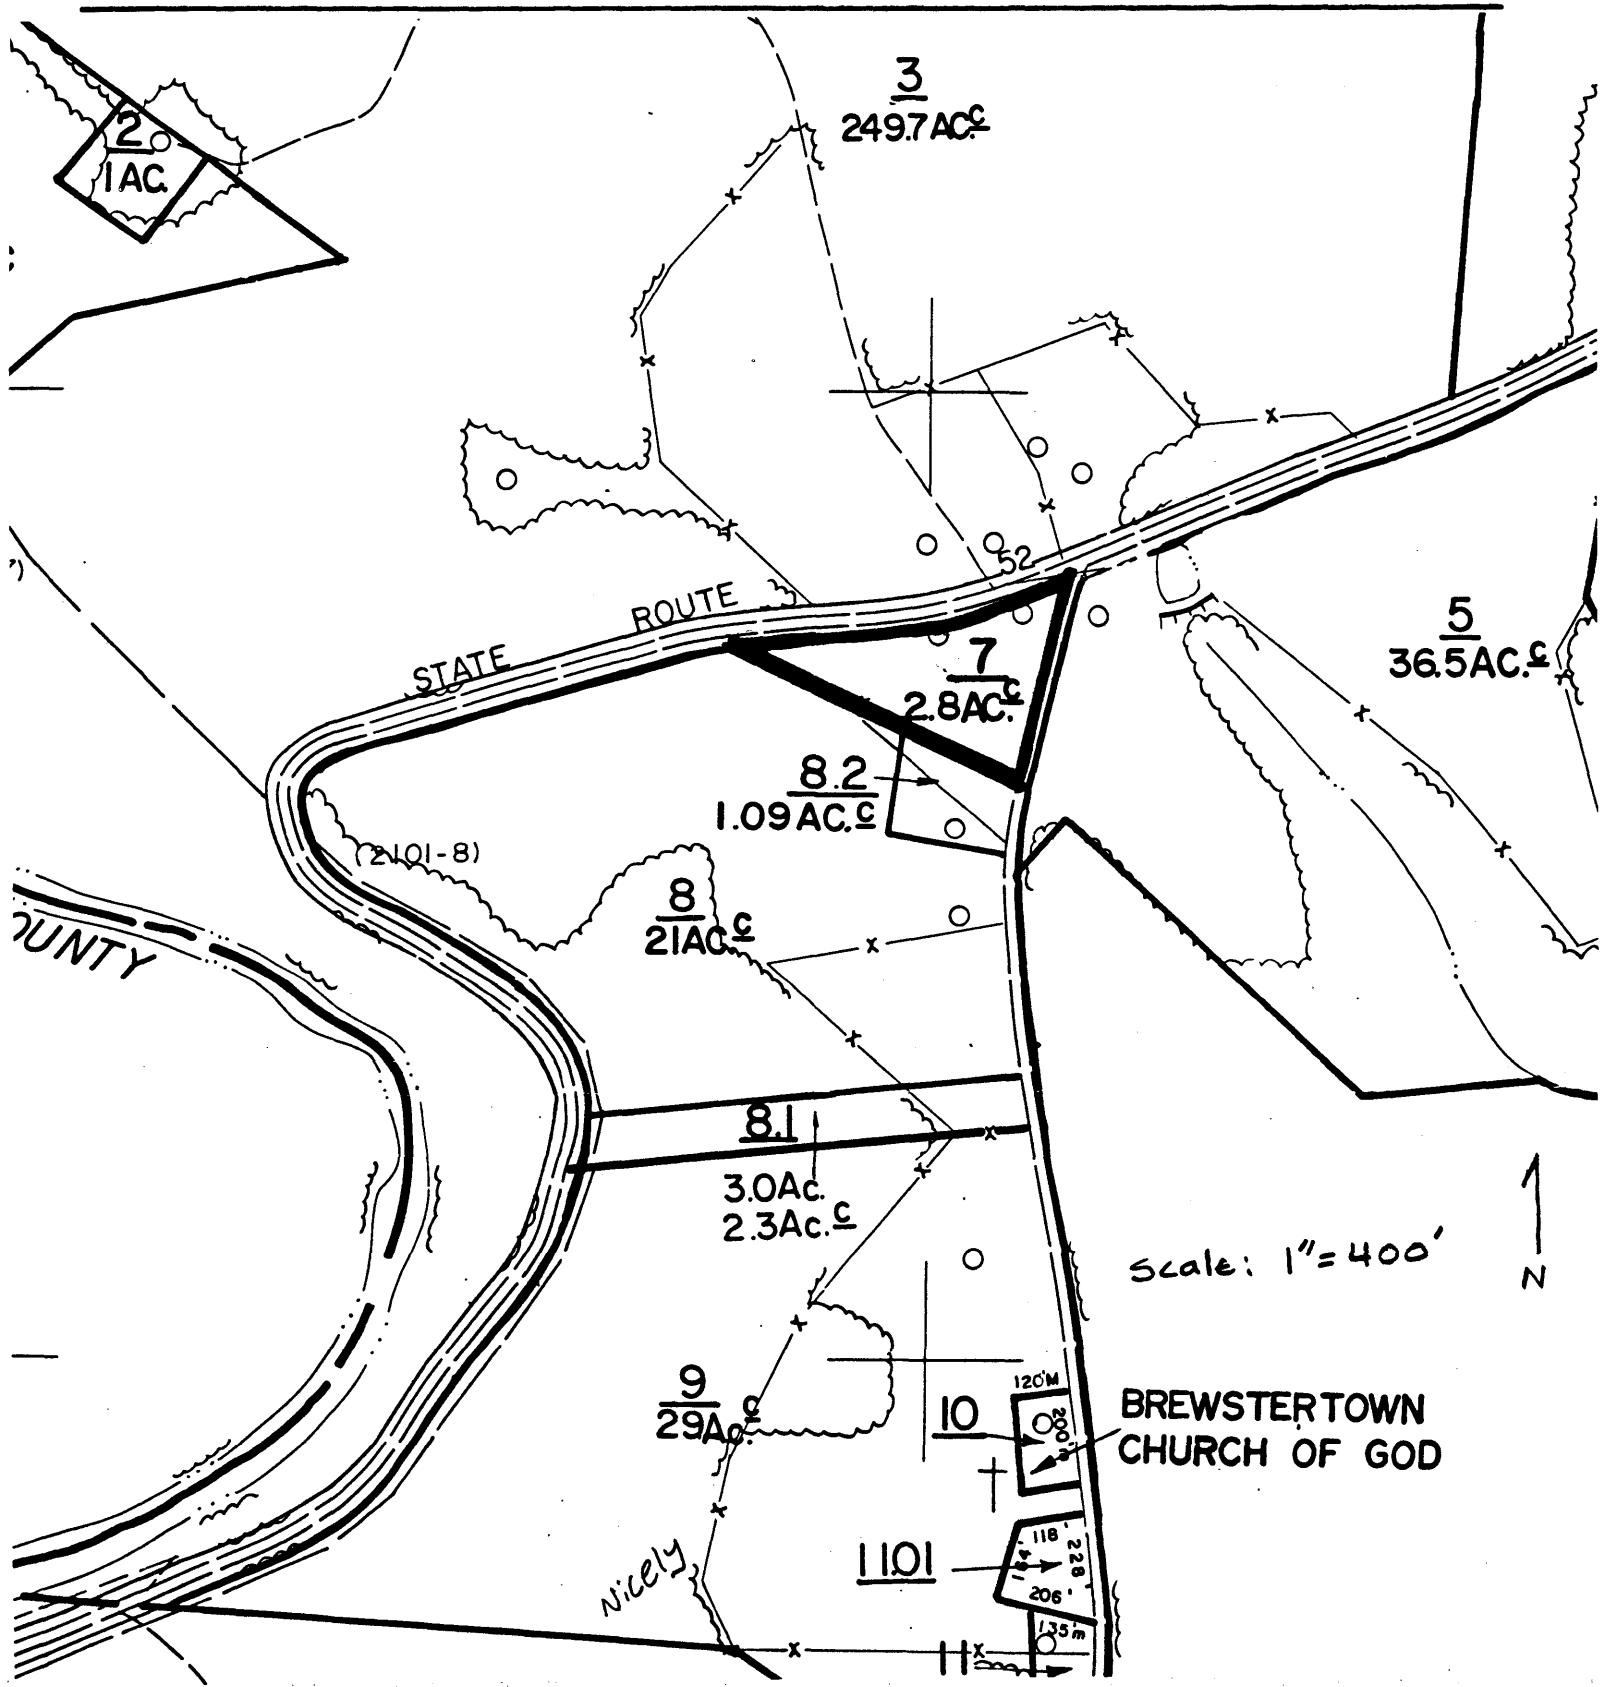 3
249.7AC.C
2
1AC.
52
STATE ROUTE
7
2.8AC.C
5
36.5AC.C
8.2
1.09AC.C
(2101-8)
8
21AC.C
OUNTY
8.1
3.0Ac.
2.3Ac.C
Scale: 1"=400'
N
9
29Ac.C
120'M
10
200'm
BREWSTERTOWN
CHURCH OF GOD
11.01
118'
228'
206'
Nicely
135'm
11